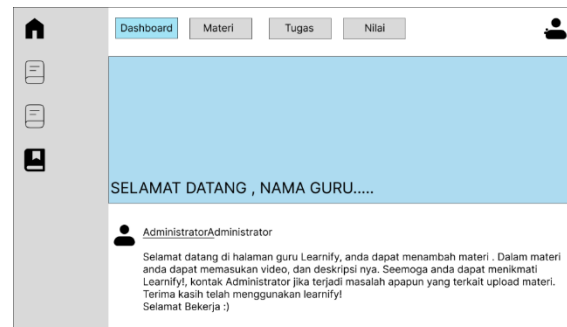 Dashboard Materi Tugas Nilai
SELAMAT DATANG , NAMA GURU.....
AdministratorAdministrator
Selamat datang di halaman guru Learnify, anda dapat menambah materi . Dalam materi
anda dapat memasukan video, dan deskripsi nya. Seemoga anda dapat menikmati
Learnify!, kontak Administrator jika terjadi masalah apapun yang terkait upload materi.
Terima kasih telah menggunakan learnify!
Selamat Bekerja :)